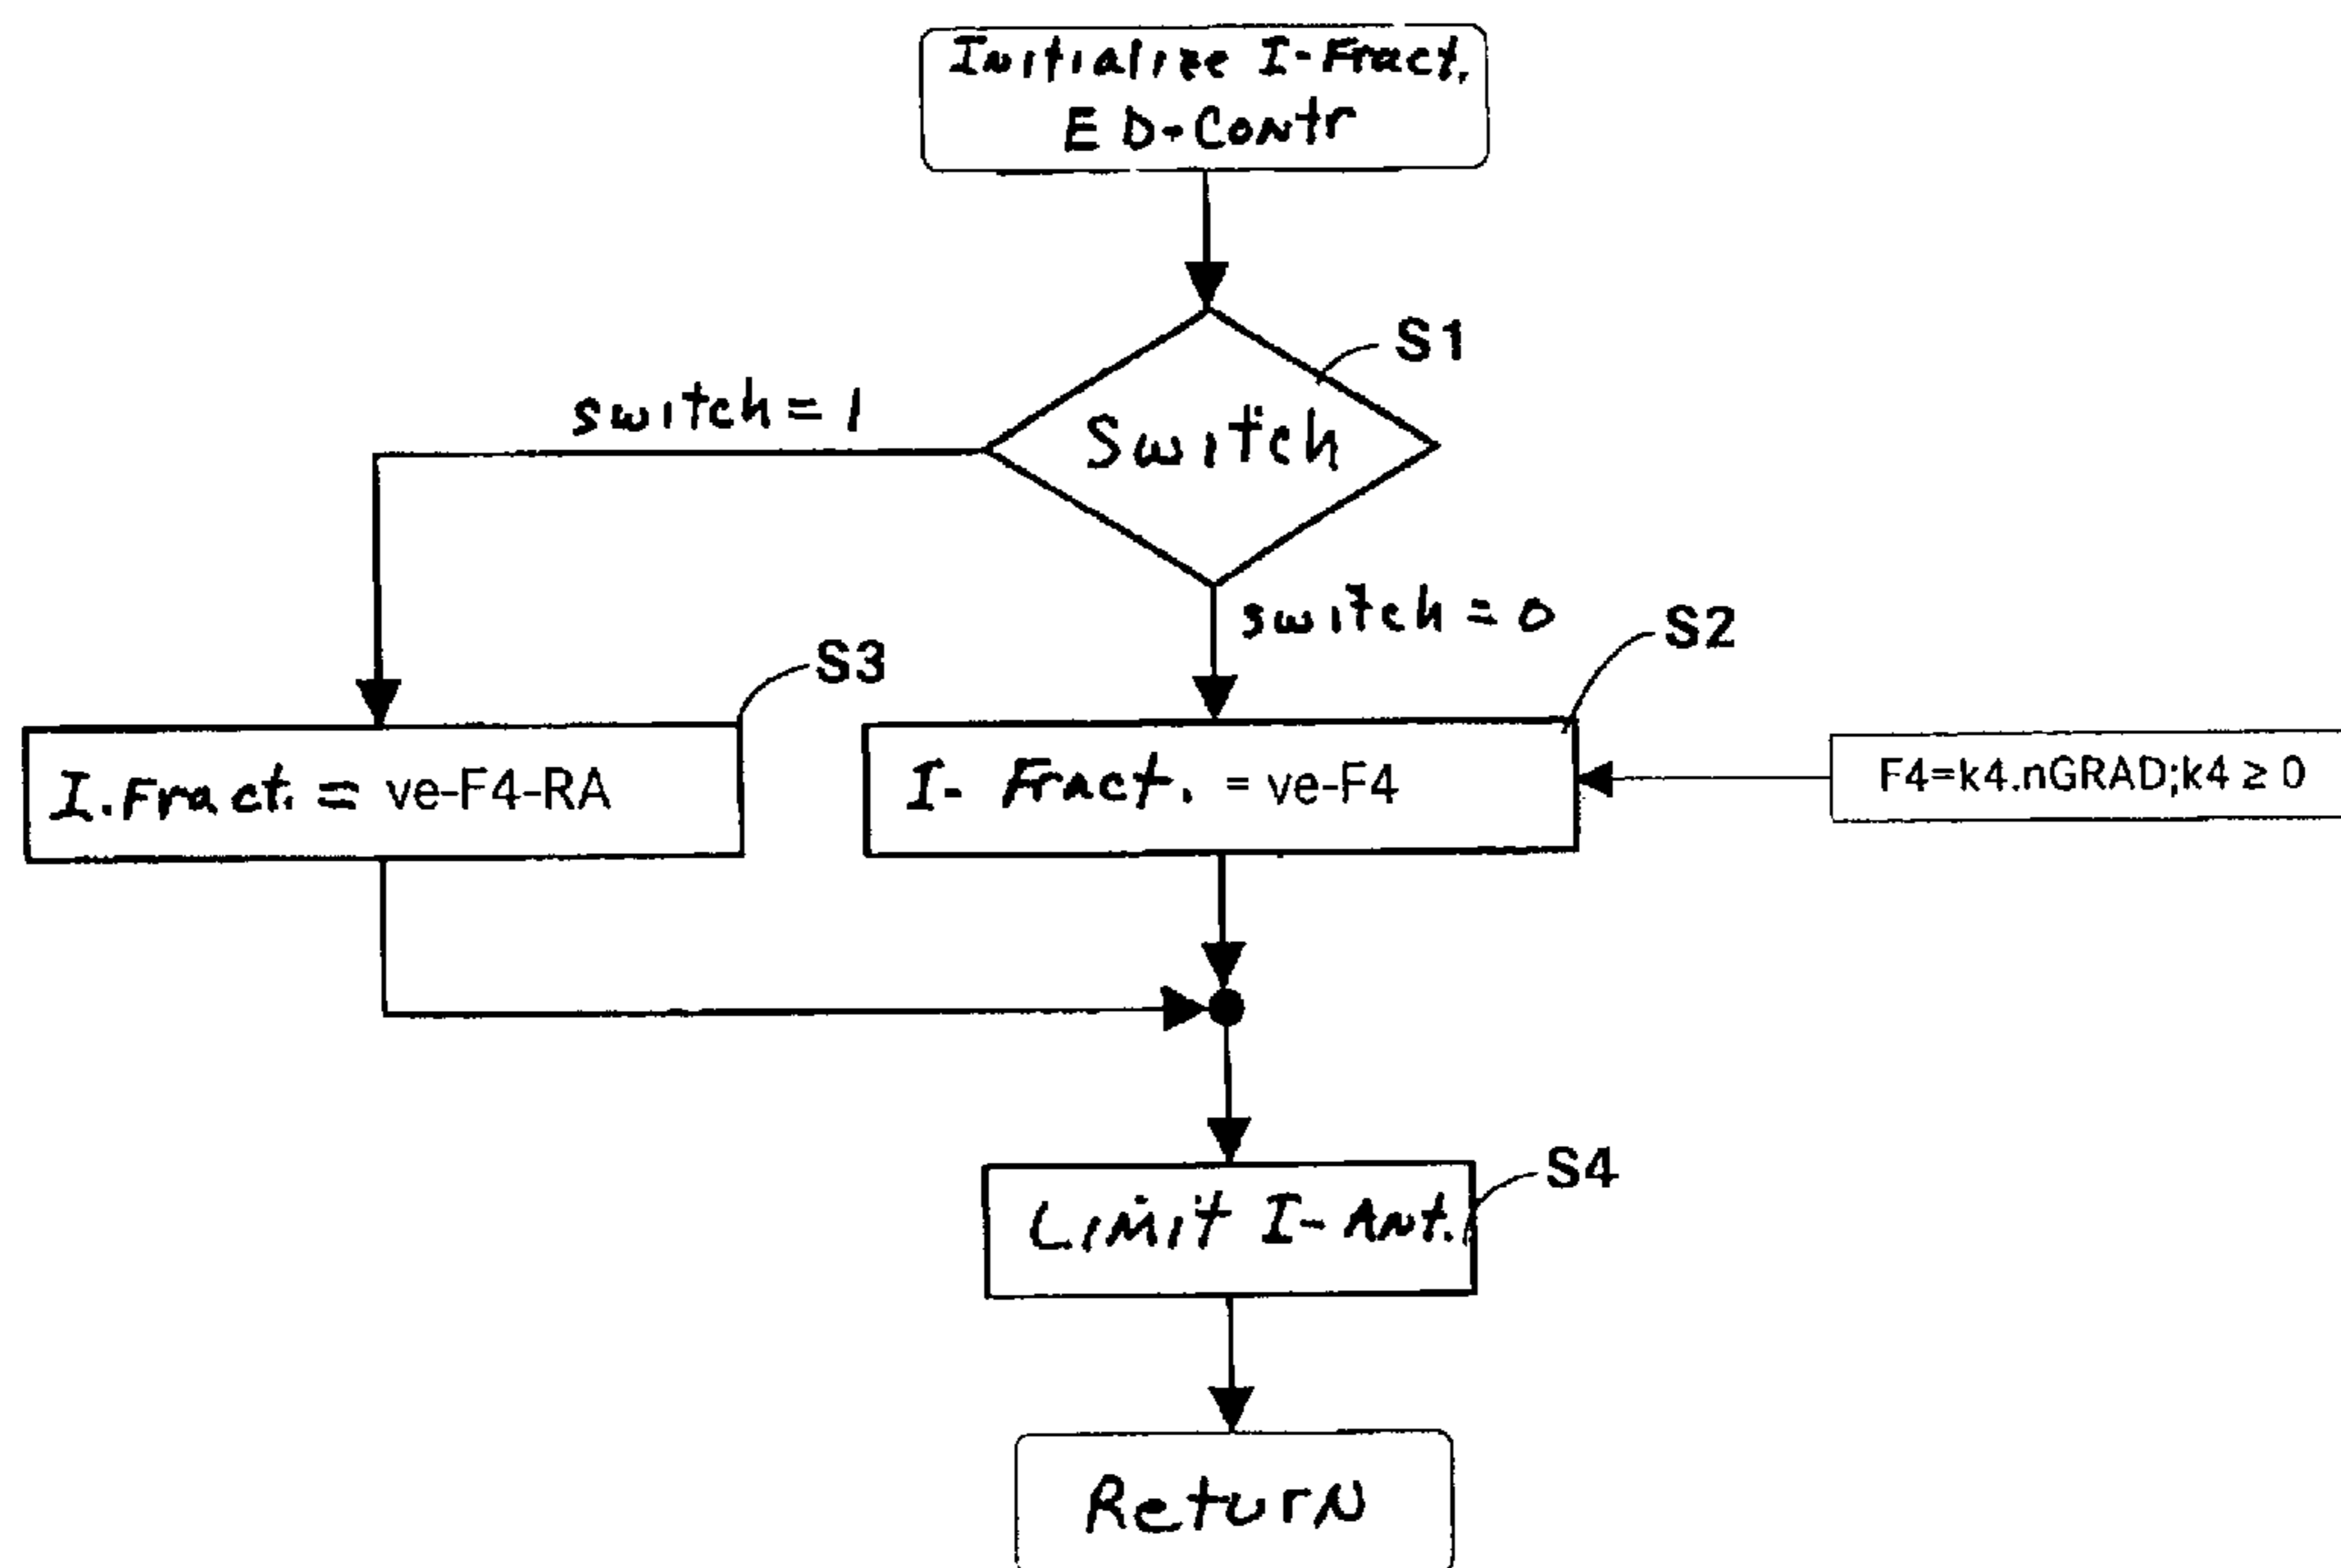 Initialize I-Fract.
ED-Contr
S1
switch=1
Switch
switch=0
S2
S3
I.Fract. = ve-F4-RA
I- Fract. = ve-F4
F4=k4.nGRAD;k4 ≥ 0
S4
Limit I-Ant.
Return